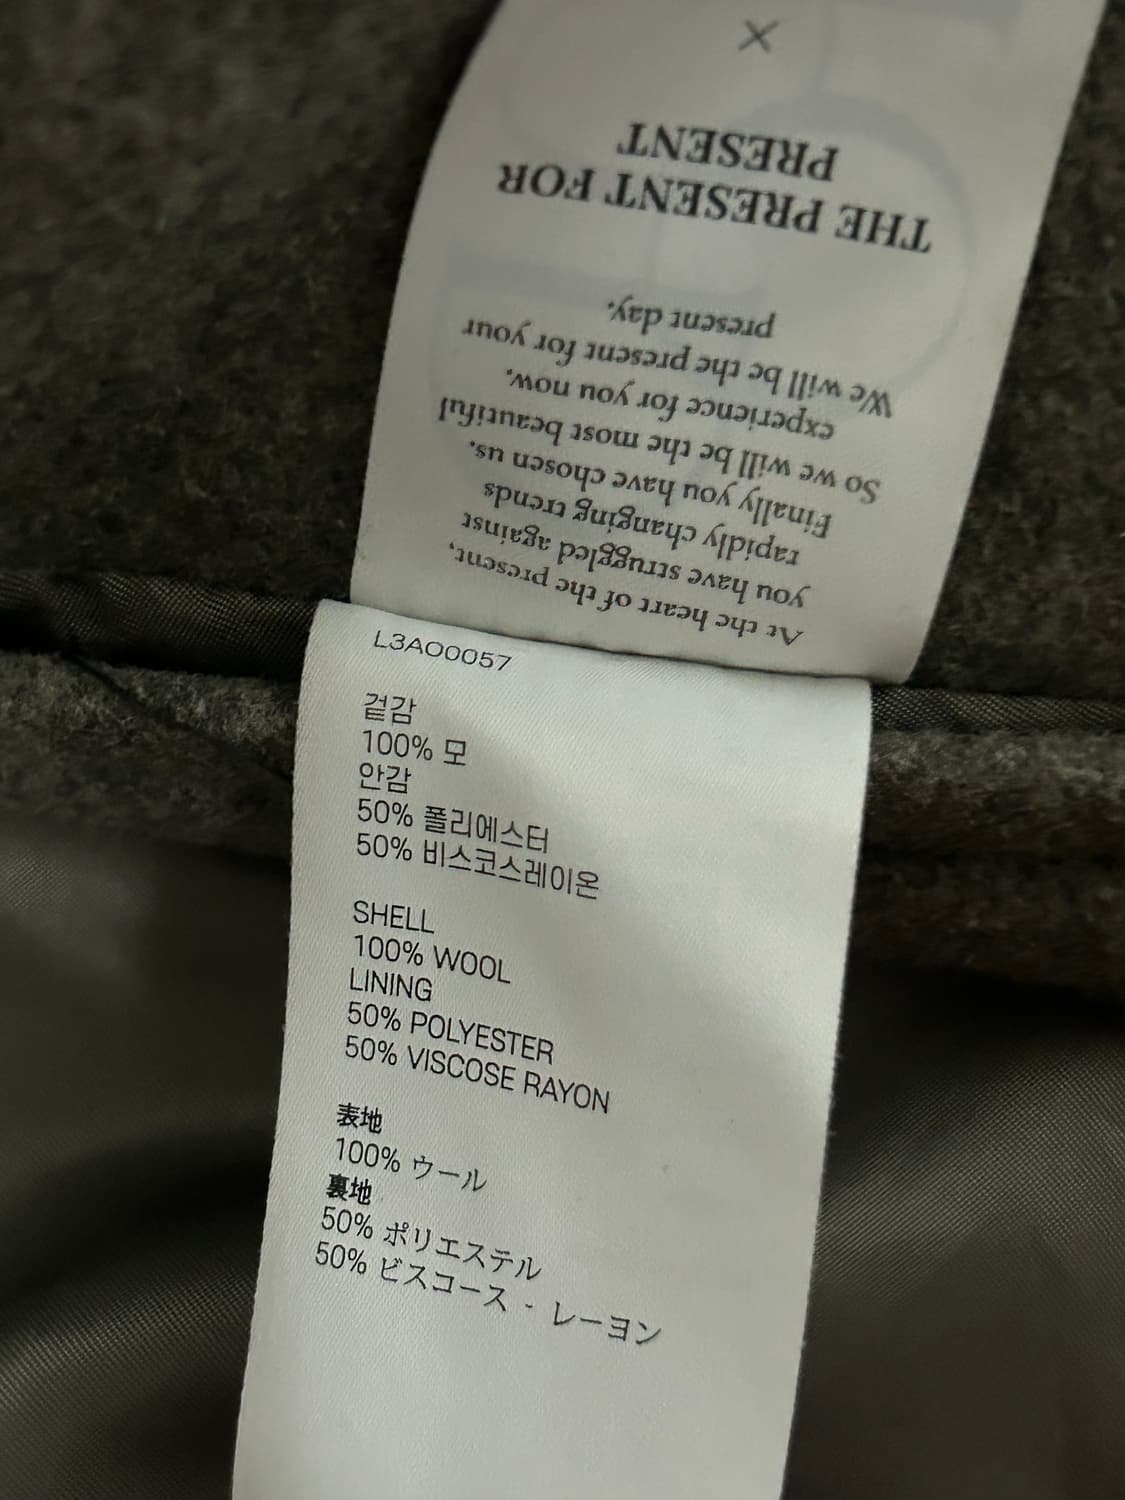 ×
THE PRESENT FOR
PRESENT
At the heart of the present,
you have struggled against
rapidly changing trends
Finally you have chosen us.
So we will be the most beautiful
experience for you now.
We will be the present for your
present day.
L3AO0057
겉감
100% 모
안감
50% 폴리에스터
50% 비스코스레이온
SHELL
100% WOOL
LINING
50% POLYESTER
50% VISCOSE RAYON
表地
100% ウール
裏地
50% ポリエステル
50% ビスコース - レーヨン